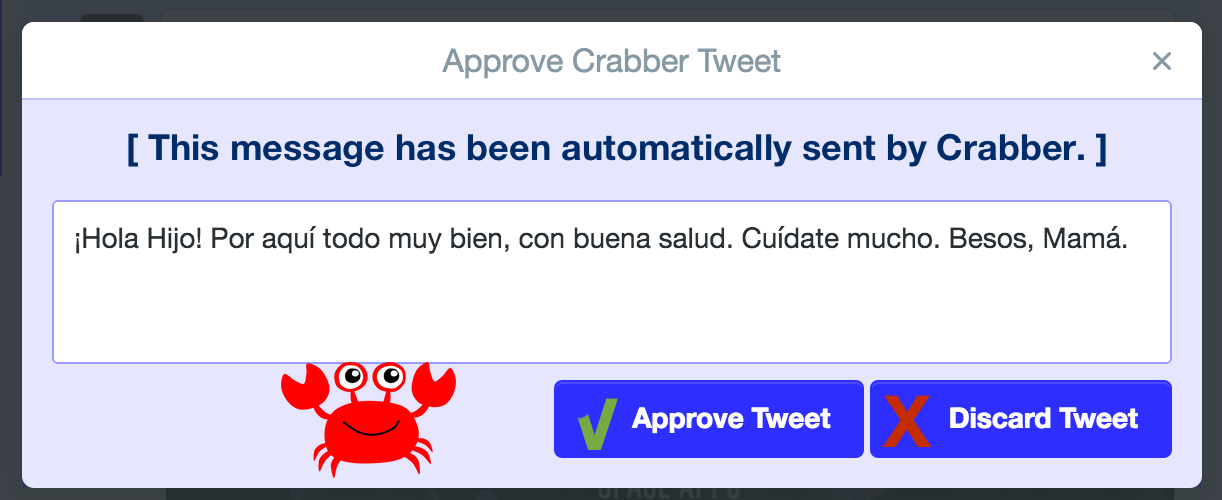 Approve Crabber Tweet ×
[ This message has been automatically sent by Crabber. ]
¡Hola Hijo! Por aquí todo muy bien, con buena salud. Cuídate mucho. Besos, Mamá.
Approve Tweet
Discard Tweet